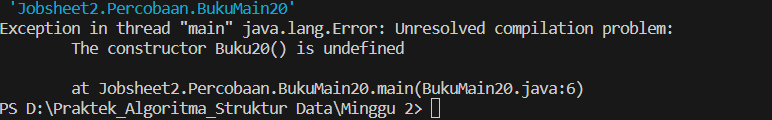 'Jobsheet2.Percobaan.BukuMain20'
Exception in thread "main" java.lang.Error: Unresolved compilation problem:
        The constructor Buku20() is undefined

        at Jobsheet2.Percobaan.BukuMain20.main(BukuMain20.java:6)
PS D:\Praktek_Algoritma_Struktur Data\Minggu 2>